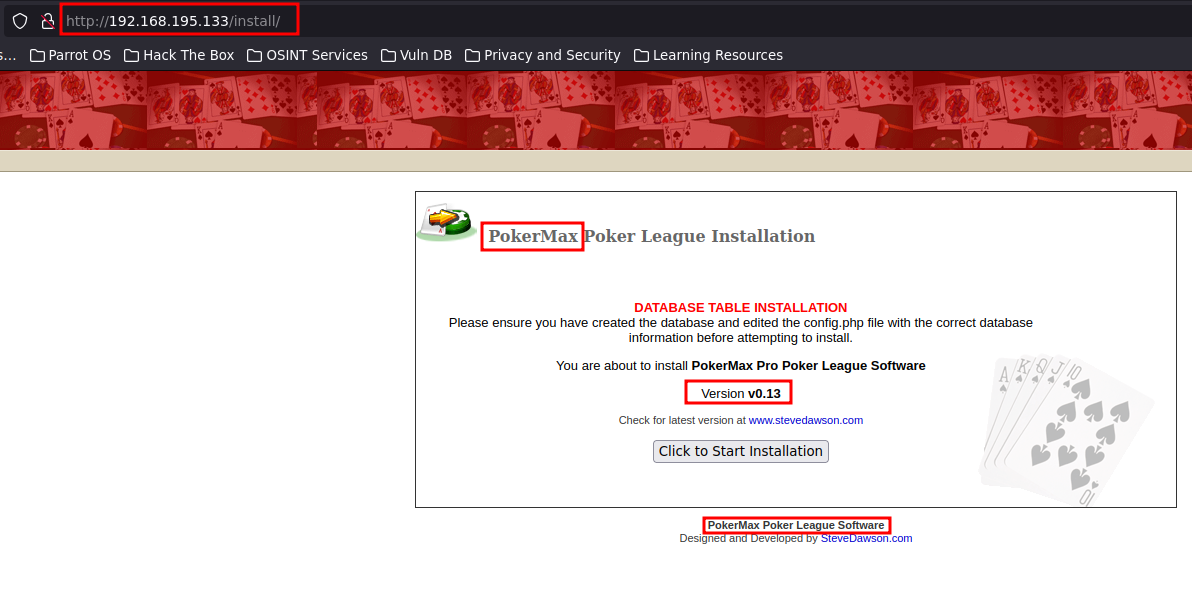 http://192.168.195.133/install/
s... Parrot OS Hack The Box OSINT Services Vuln DB Privacy and Security Learning Resources
PokerMax Poker League Installation
DATABASE TABLE INSTALLATION
Please ensure you have created the database and edited the config.php file with the correct database
information before attempting to install.
You are about to install PokerMax Pro Poker League Software
Version v0.13
Check for latest version at www.stevedawson.com
Click to Start Installation
A K Q J 10
10
PokerMax Poker League Software
Designed and Developed by SteveDawson.com